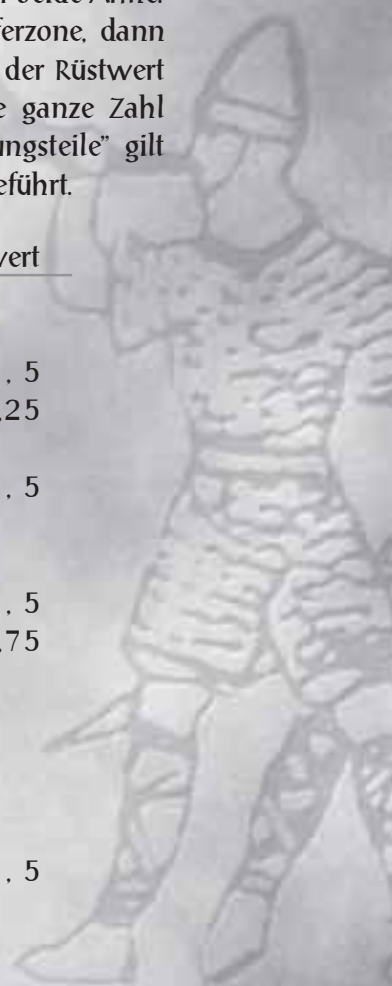 ferzone, dann
der Rüstwert
ganze Zahl
ungsteile” gilt
eführt.
wert
, 5
,25
, 5
, 5
,75
, 5